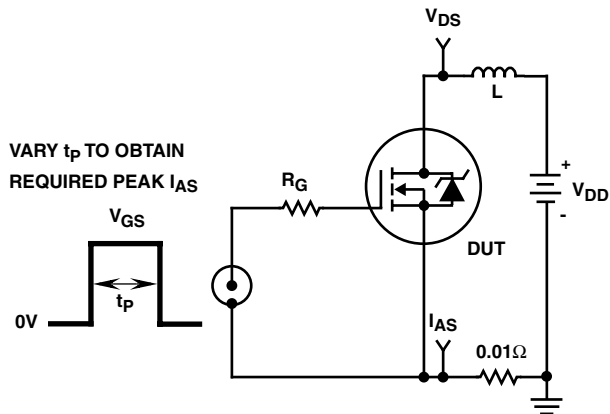 V_DS
L
VARY t_P TO OBTAIN
REQUIRED PEAK I_AS
R_G
+
V_DD
-
V_GS
DUT
t_P
0V
I_AS
0.01Ω